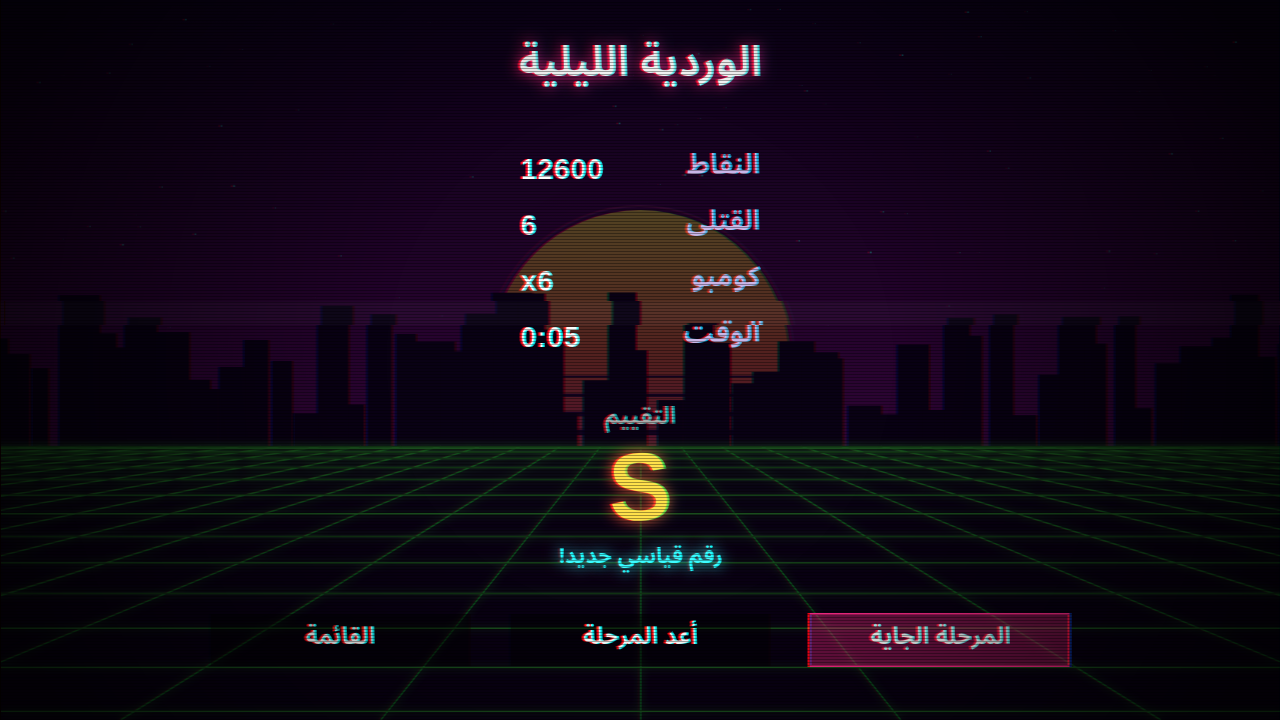 الوردية الليلية
النقاط 12600
القتلى 6
كومبو x6
الوقت 0:05
التقييم
S
رقم قياسي جديد!
المرحلة الجاية أعد المرحلة القائمة